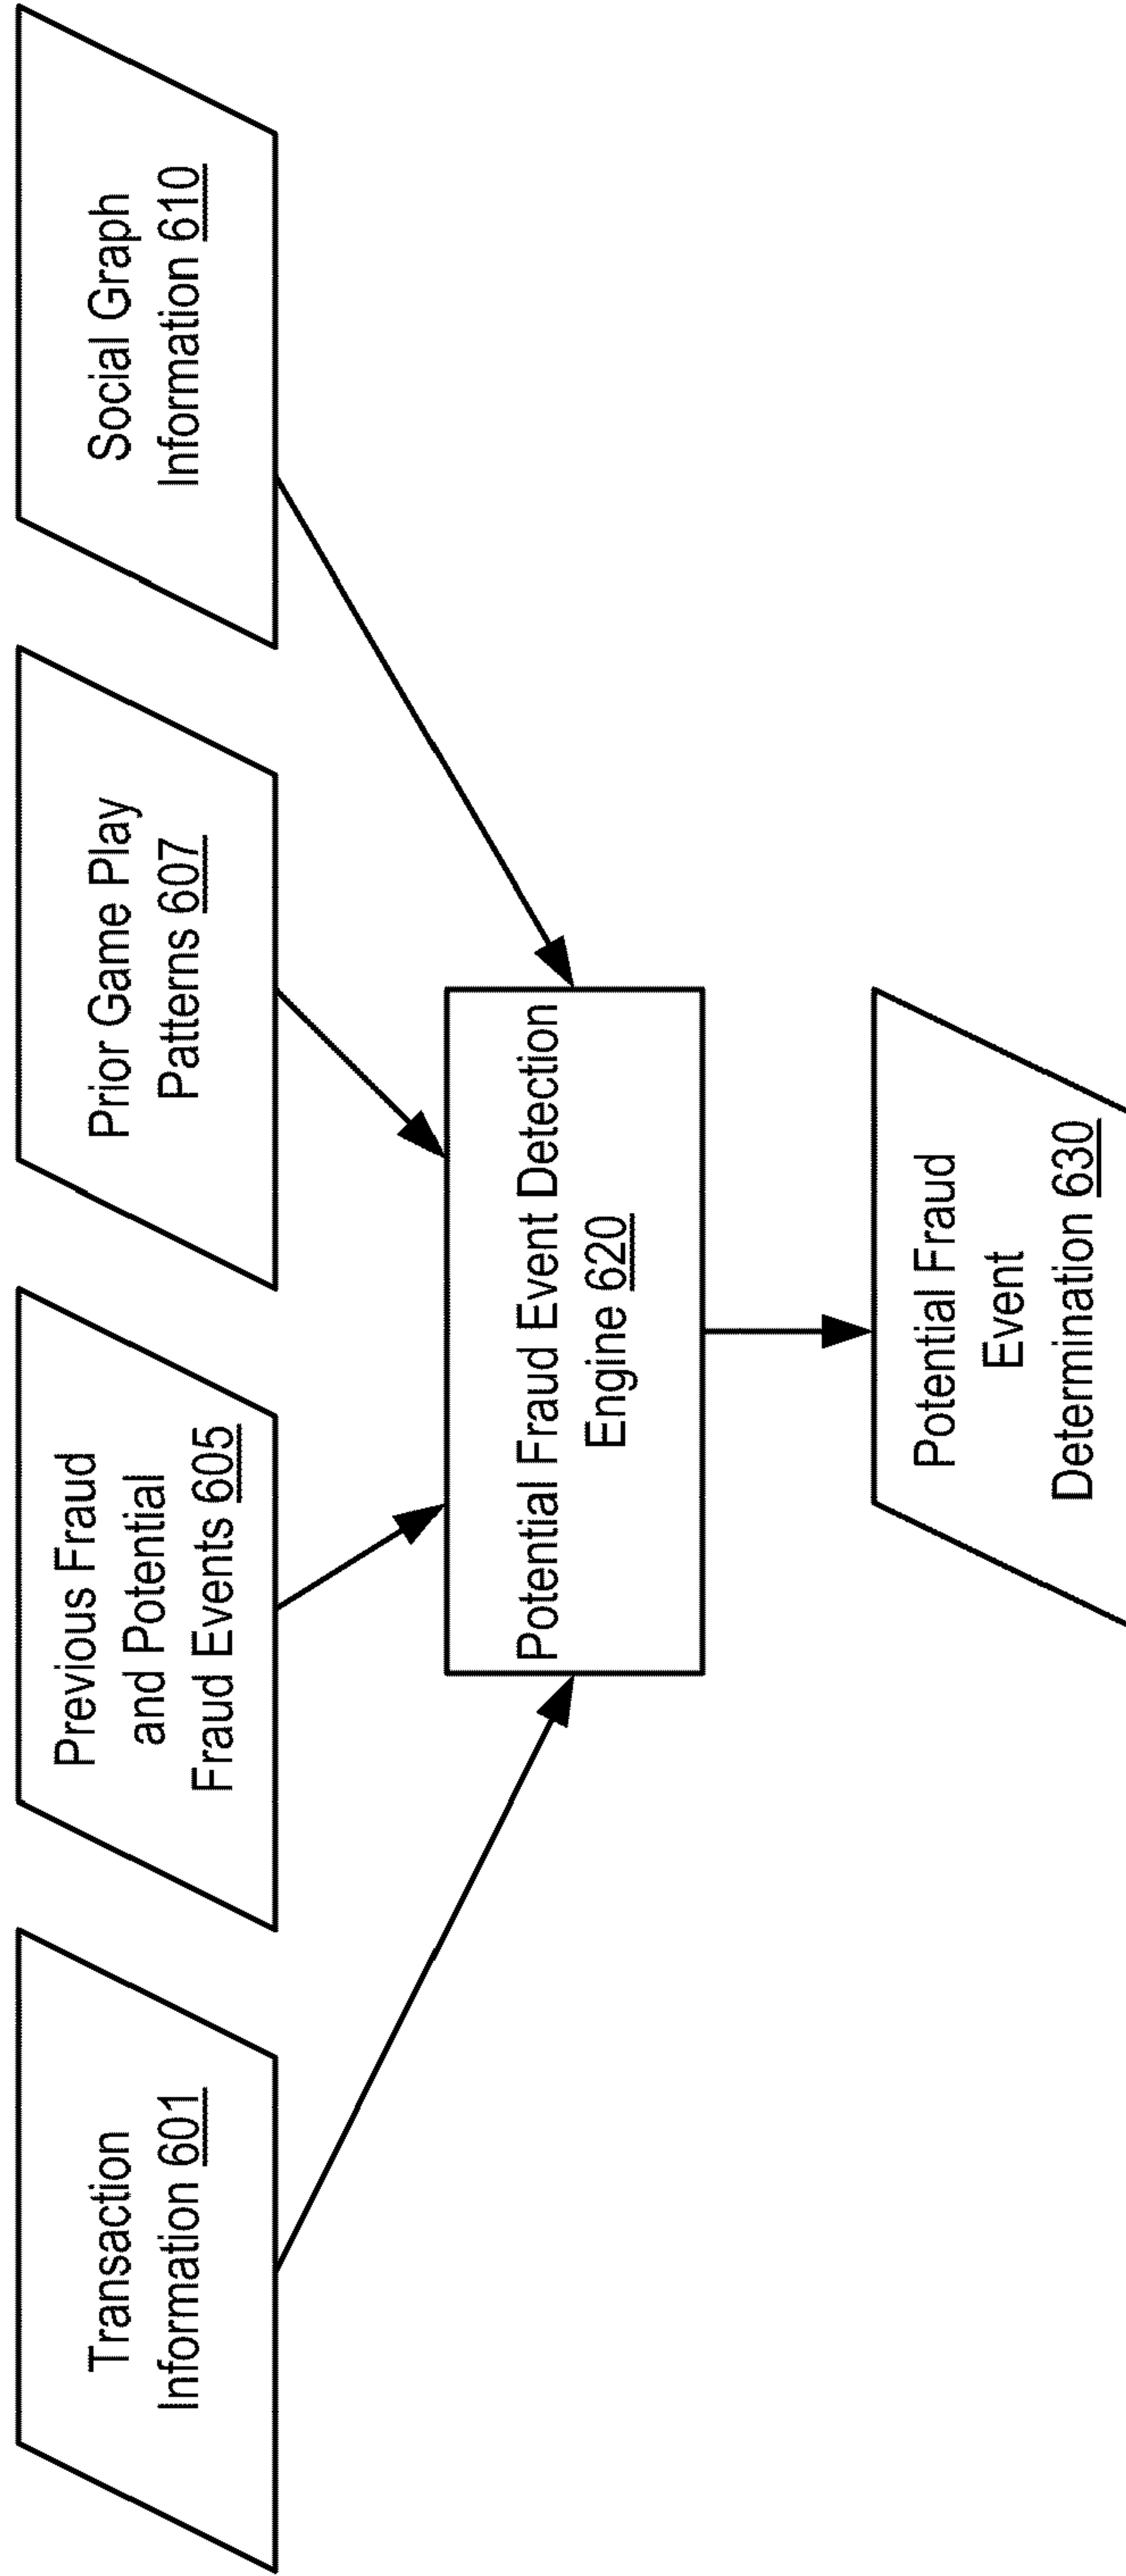 Transaction
Information 601
Previous Fraud
and Potential
Fraud Events 605
Prior Game Play
Patterns 607
Social Graph
Information 610
Potential Fraud Event Detection
Engine 620
Potential Fraud
Event
Determination 630